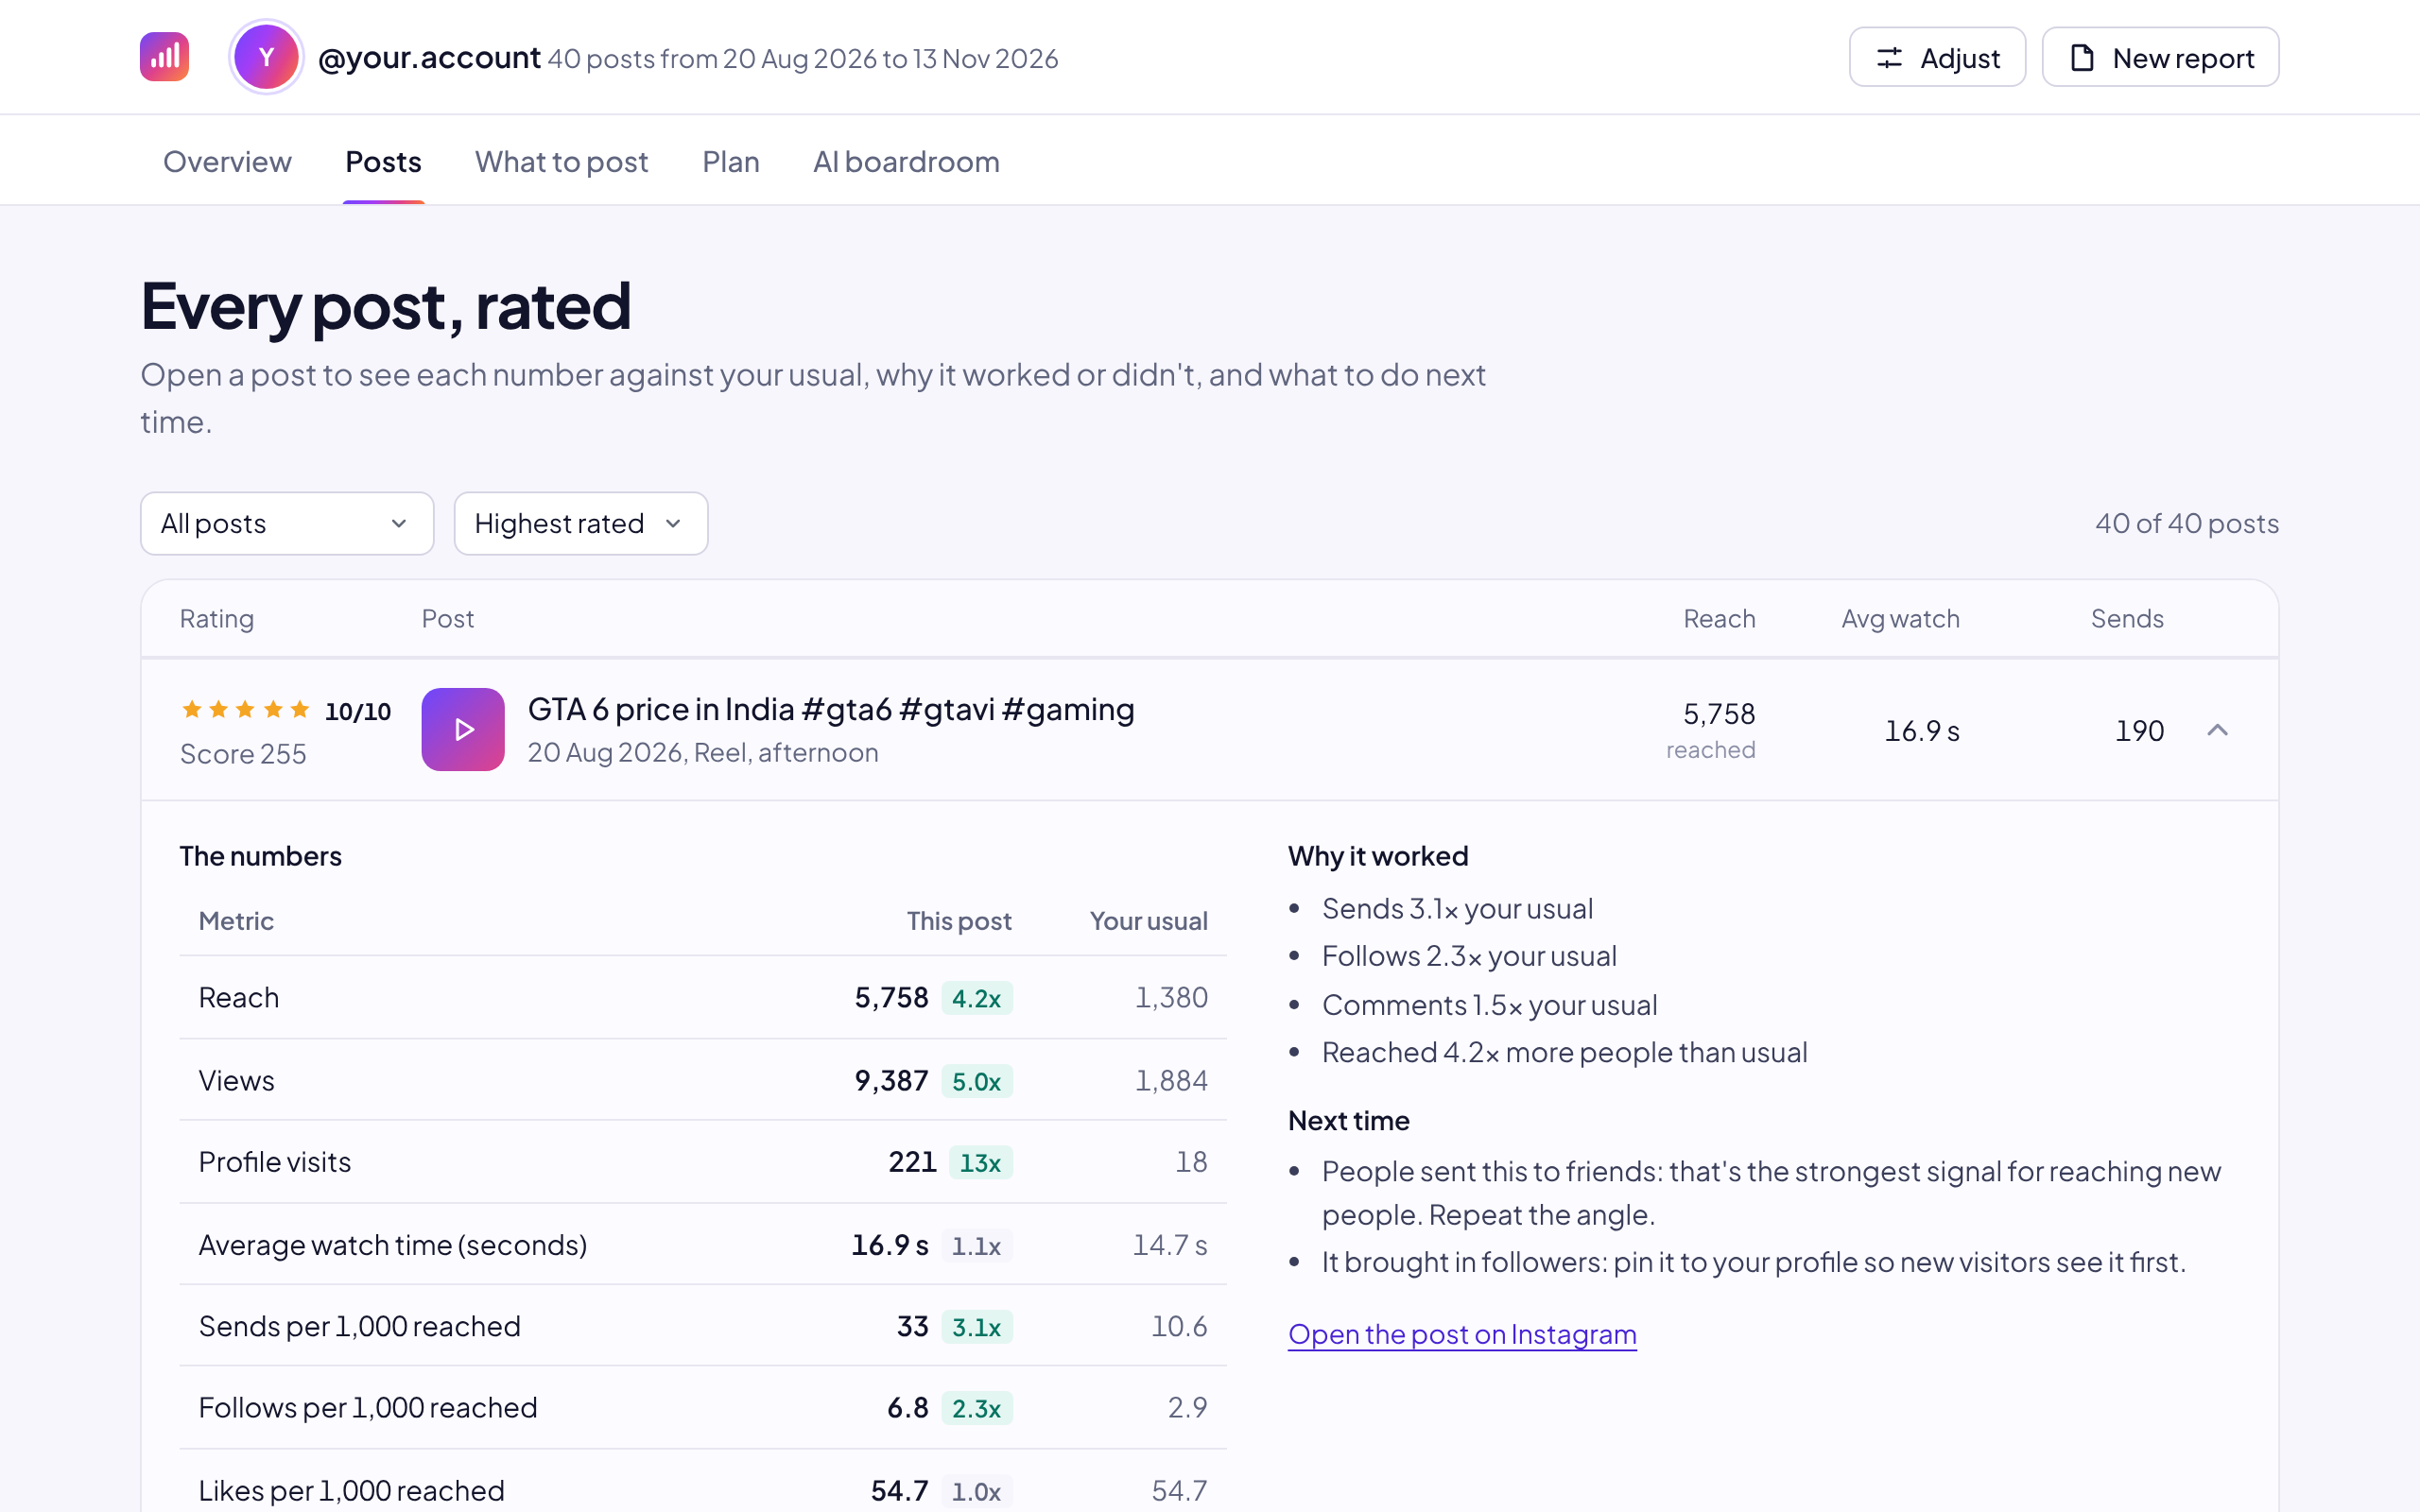 Y
@your.account 40 posts from 20 Aug 2026 to 13 Nov 2026
Adjust
New report
Overview
Posts
What to post
Plan
AI boardroom
Every post, rated
Open a post to see each number against your usual, why it worked or didn't, and what to do next
time.
All posts
Highest rated
40 of 40 posts
Rating Post Reach Avg watch Sends
10/10
Score 255
GTA 6 price in India #gta6 #gtavi #gaming
20 Aug 2026, Reel, afternoon
5,758
reached
16.9 s
190
The numbers
Metric This post Your usual
Reach 5,758 4.2x 1,380
Views 9,387 5.0x 1,884
Profile visits 221 13x 18
Average watch time (seconds) 16.9 s 1.1x 14.7 s
Sends per 1,000 reached 33 3.1x 10.6
Follows per 1,000 reached 6.8 2.3x 2.9
Likes per 1,000 reached 54.7 1.0x 54.7
Why it worked
• Sends 3.1× your usual
• Follows 2.3× your usual
• Comments 1.5× your usual
• Reached 4.2× more people than usual
Next time
• People sent this to friends: that's the strongest signal for reaching new
people. Repeat the angle.
• It brought in followers: pin it to your profile so new visitors see it first.
Open the post on Instagram